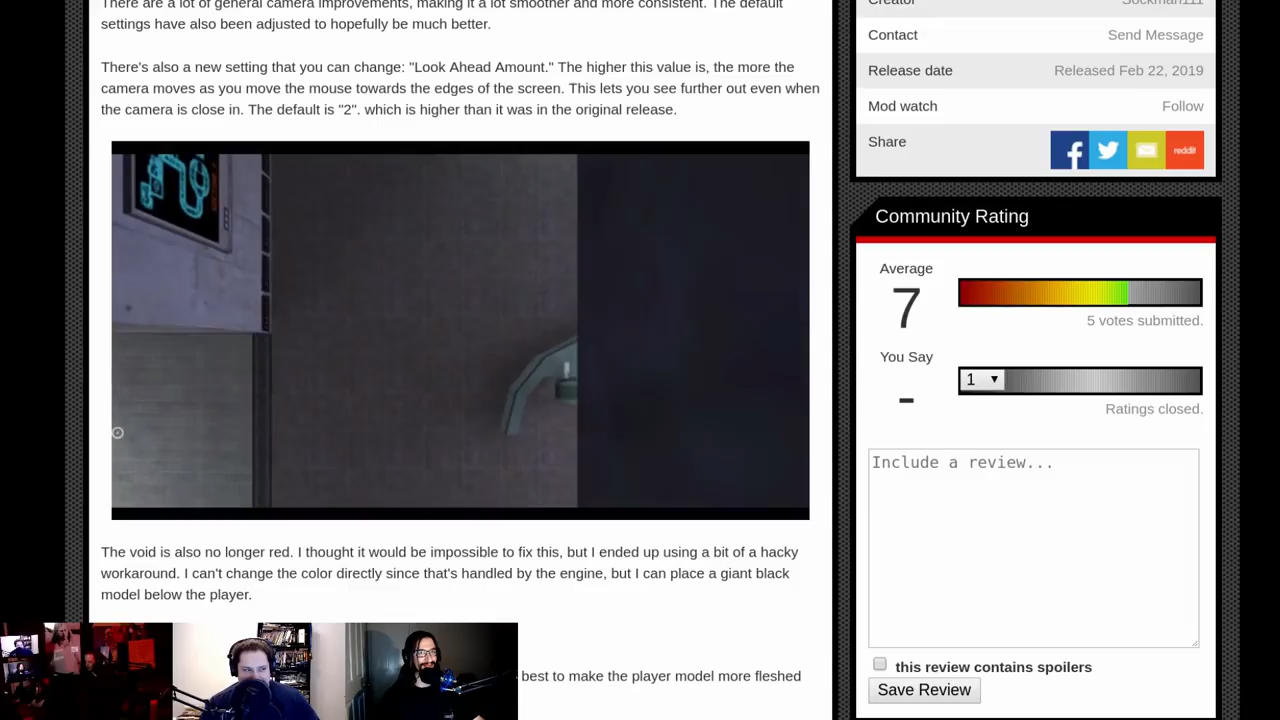 There are a lot of general camera improvements, making it a lot smoother and more consistent. The default
settings have also been adjusted to hopefully be much better.
There's also a new setting that you can change: "Look Ahead Amount." The higher this value is, the more the
camera moves as you move the mouse towards the edges of the screen. This lets you see further out even when
the camera is close in. The default is "2". which is higher than it was in the original release.
The void is also no longer red. I thought it would be impossible to fix this, but I ended up using a bit of a hacky
workaround. I can't change the color directly since that's handled by the engine, but I can place a giant black
model below the player.
best to make the player model more fleshed
Creator Sockman111
Contact Send Message
Release date Released Feb 22, 2019
Mod watch Follow
Share reddit
Community Rating
Average
7
5 votes submitted.
You Say
-
1
Ratings closed.
Include a review...
this review contains spoilers
Save Review